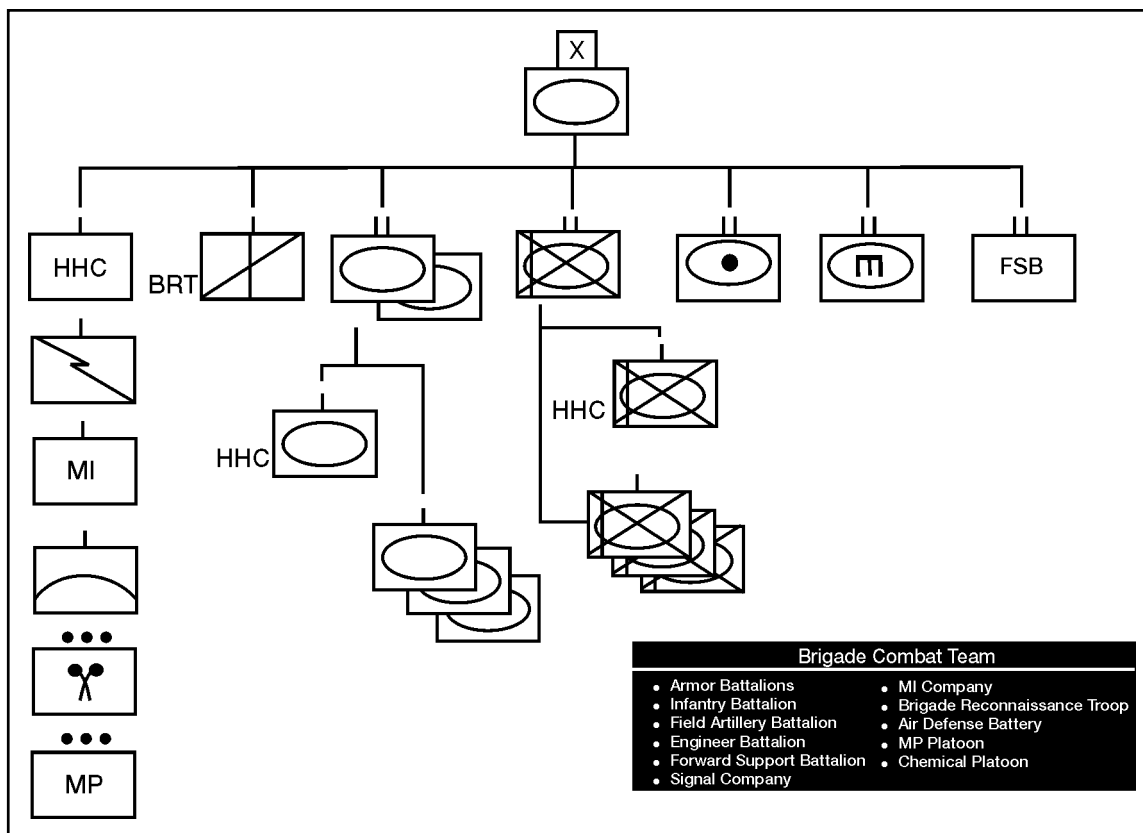 X
HHC
BRT
FSB
HHC
HHC
MI
MP
Brigade Combat Team
• Armor Battalions
• Infantry Battalion
• Field Artillery Battalion
• Engineer Battalion
• Forward Support Battalion
• Signal Company
• MI Company
• Brigade Reconnaissance Troop
• Air Defense Battery
• MP Platoon
• Chemical Platoon